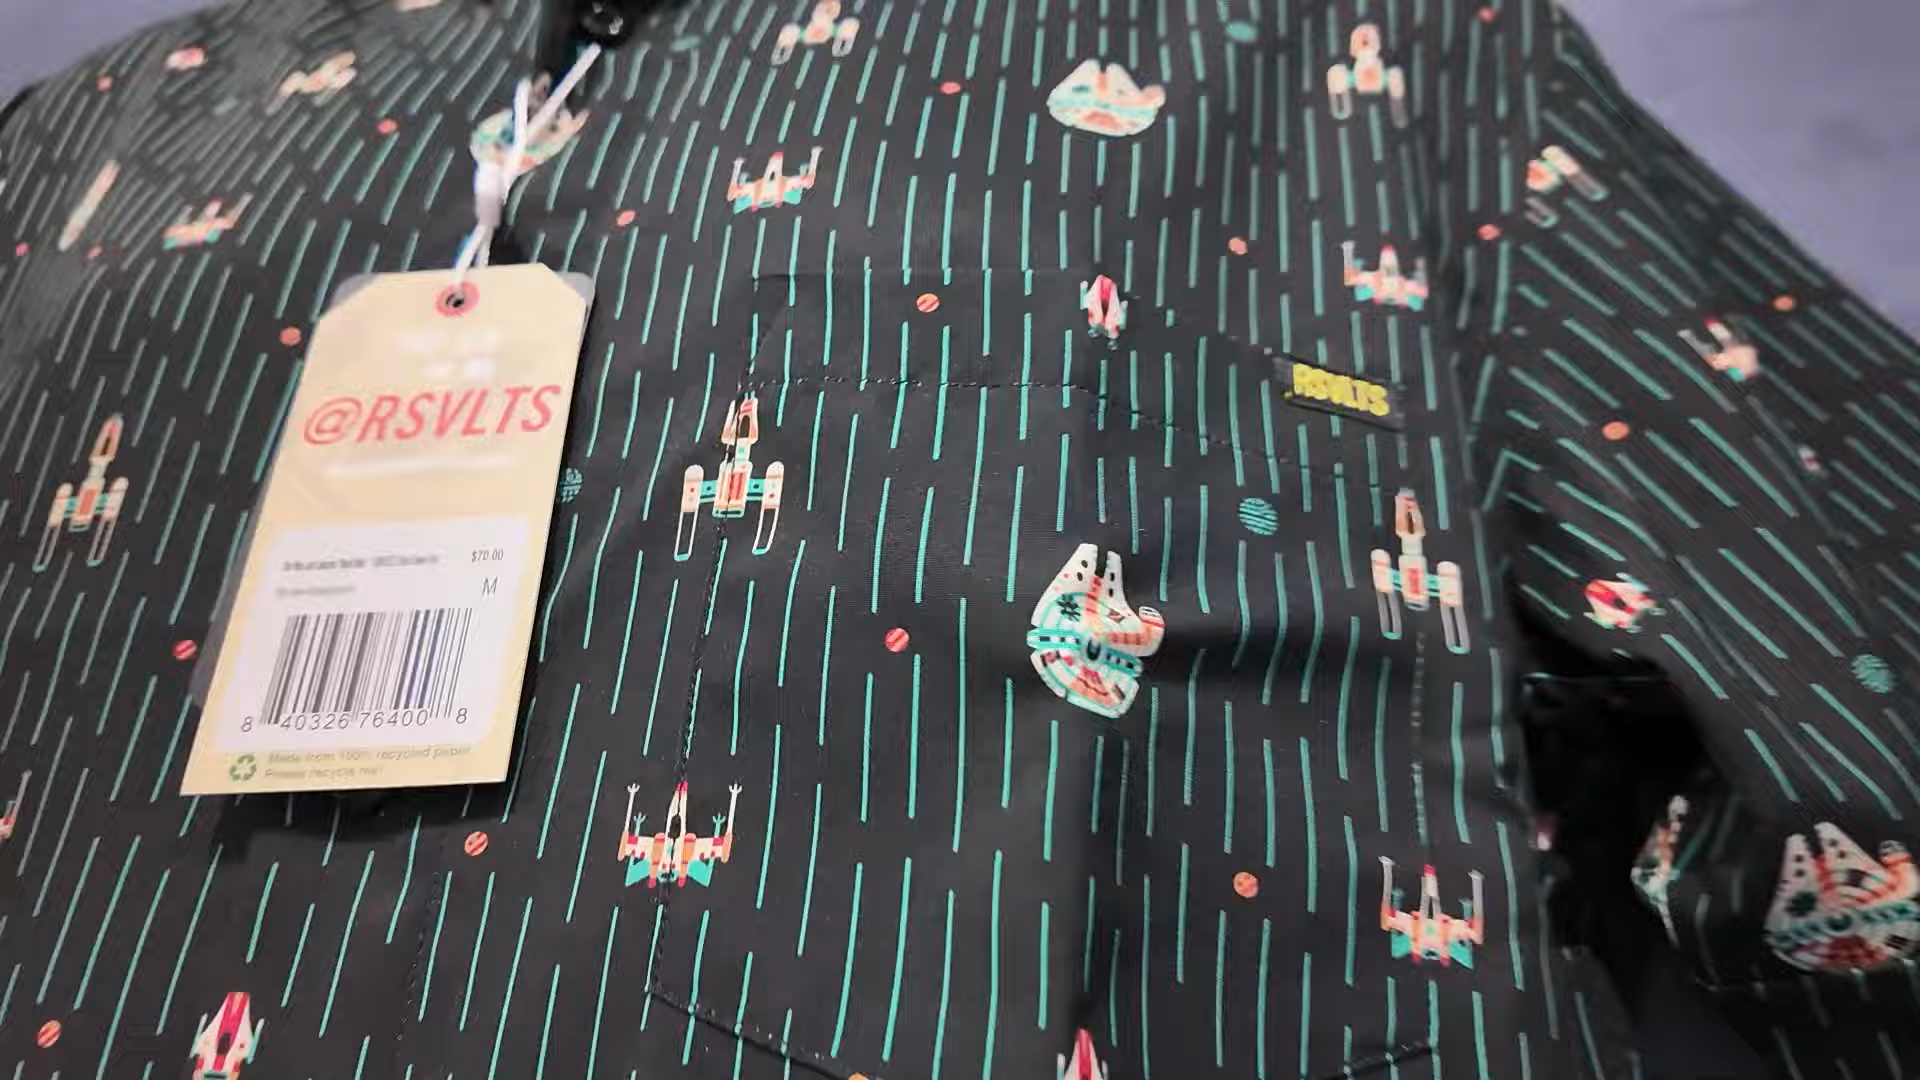 @RSVLTS
RSVLTS
$70.00
M
8 40326 76400 8
Made from 100% recycled paper
Please recycle me!